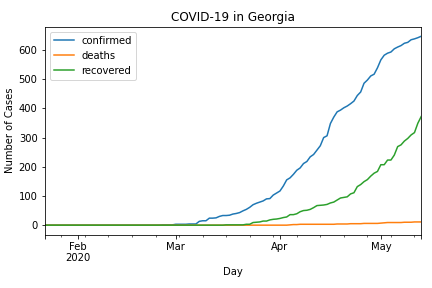 COVID-19 in Georgia
confirmed
deaths
recovered
Number of Cases
600
500
400
300
200
100
0
Feb
2020
Mar
Apr
May
Day